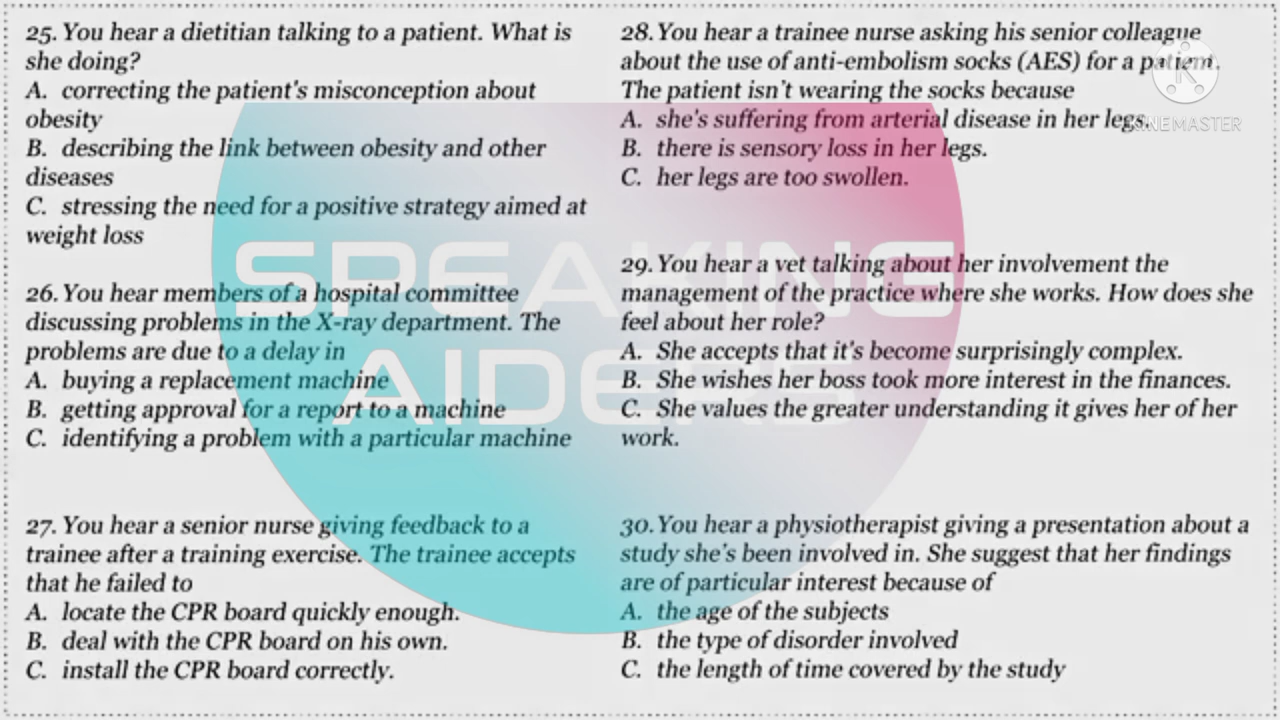 25. You hear a dietitian talking to a patient. What is
she doing?
A. correcting the patient's misconception about
obesity
B. describing the link between obesity and other
diseases
C. stressing the need for a positive strategy aimed at
weight loss
26. You hear members of a hospital committee
discussing problems in the X-ray department. The
problems are due to a delay in
A. buying a replacement machine
B. getting approval for a report to a machine
C. identifying a problem with a particular machine
27. You hear a senior nurse giving feedback to a
trainee after a training exercise. The trainee accepts
that he failed to
A. locate the CPR board quickly enough.
B. deal with the CPR board on his own.
C. install the CPR board correctly.
28. You hear a trainee nurse asking his senior colleague
about the use of anti-embolism socks (AES) for a patient.
The patient isn't wearing the socks because
A. she's suffering from arterial disease in her legs.
B. there is sensory loss in her legs.
C. her legs are too swollen.
29. You hear a vet talking about her involvement the
management of the practice where she works. How does she
feel about her role?
A. She accepts that it's become surprisingly complex.
B. She wishes her boss took more interest in the finances.
C. She values the greater understanding it gives her of her
work.
30. You hear a physiotherapist giving a presentation about a
study she's been involved in. She suggest that her findings
are of particular interest because of
A. the age of the subjects
B. the type of disorder involved
C. the length of time covered by the study
SPEAKING
AIDERS
K
KINEMASTER